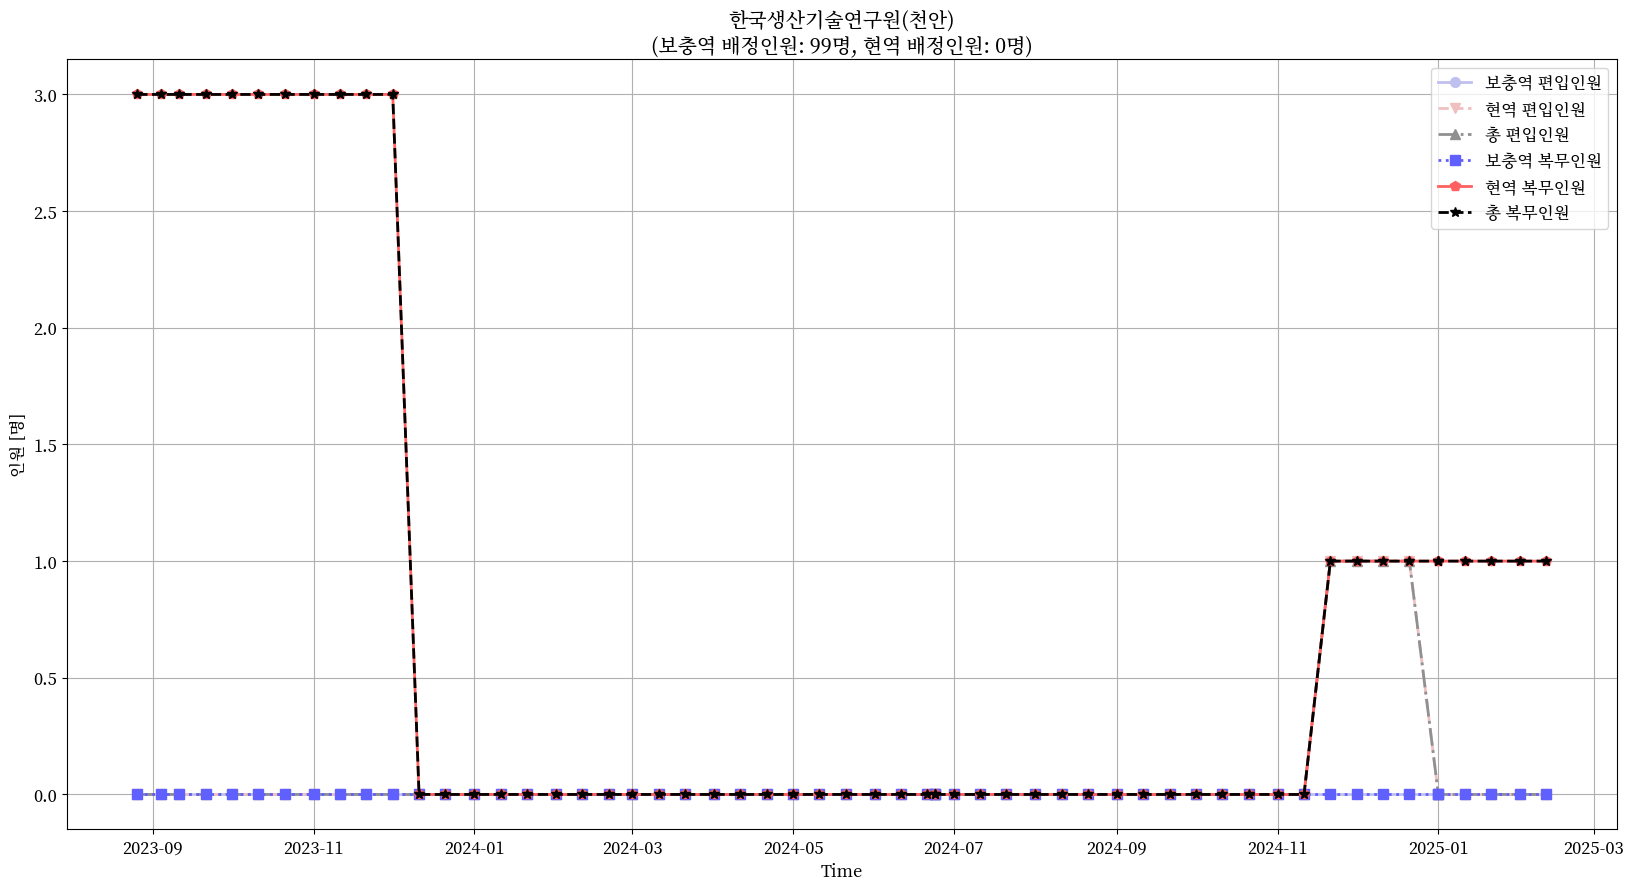 한국생산기술연구원(천안)
(보충역 배정인원: 99명, 현역 배정인원: 0명)
보충역 편입인원
현역 편입인원
총 편입인원
보충역 복무인원
현역 복무인원
총 복무인원
인원 [명]
3.0
2.5
2.0
1.5
1.0
0.5
0.0
2023-09 2023-11 2024-01 2024-03 2024-05 2024-07 2024-09 2024-11 2025-01 2025-03
Time